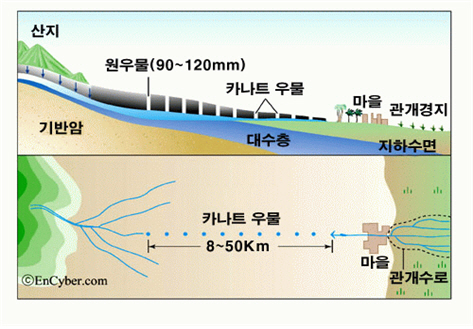 산지
원우물(90~120mm)
카나트 우물
마을
관개경지
기반암
대수층
지하수면
카나트 우물
8~50Km
마을
관개수로
©EnCyber.com